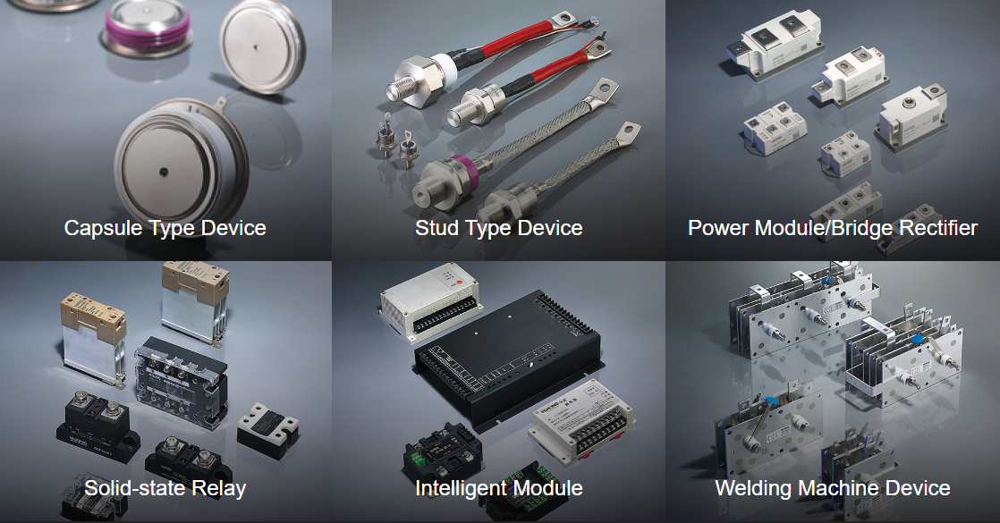 Capsule Type Device
Stud Type Device
Power Module/Bridge Rectifier
Solid-state Relay
Intelligent Module
Welding Machine Device